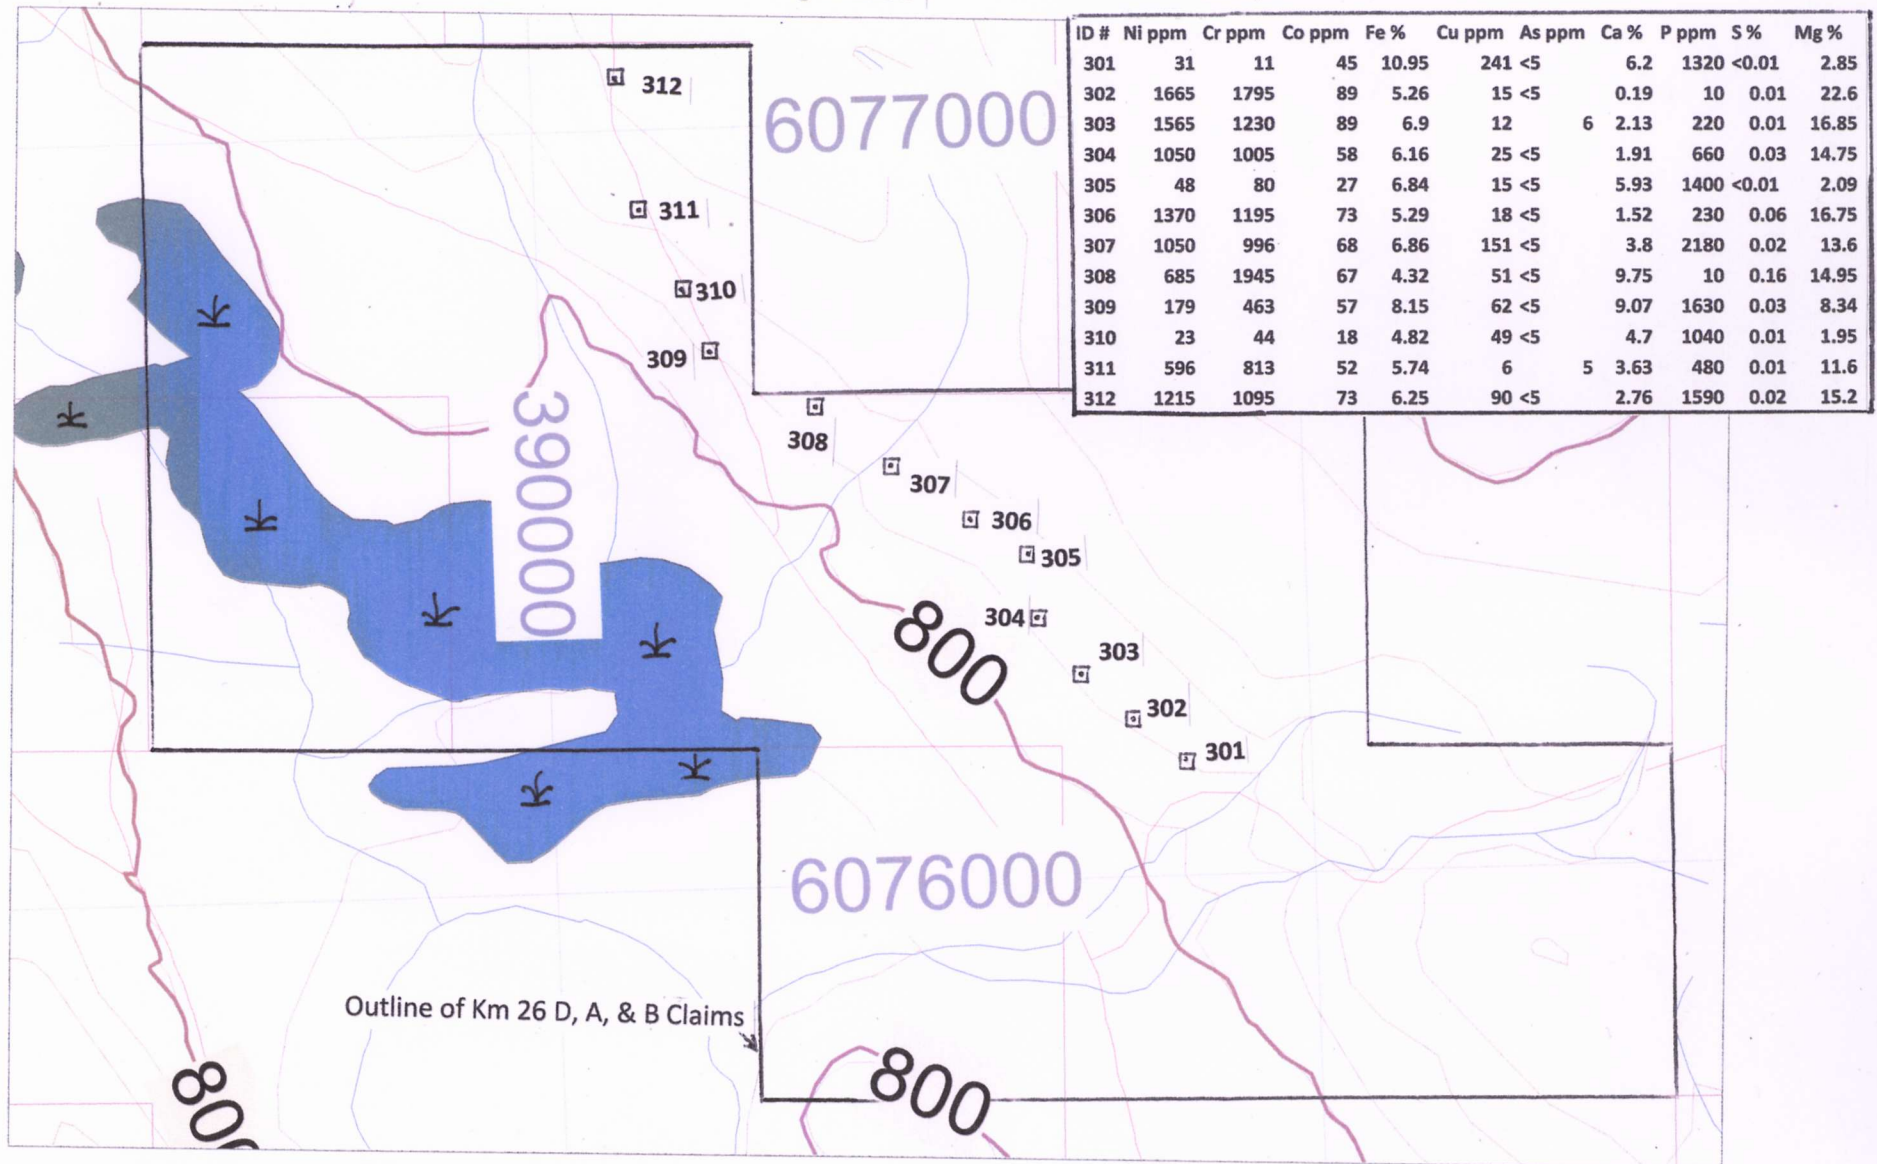 ID # Ni ppm Cr ppm Co ppm Fe % Cu ppm As ppm Ca % P ppm S % Mg %
301 31 11 45 10.95 241 <5 6.2 1320 <0.01 2.85
302 1665 1795 89 5.26 15 <5 0.19 10 0.01 22.6
303 1565 1230 89 6.9 12 6 2.13 220 0.01 16.85
304 1050 1005 58 6.16 25 <5 1.91 660 0.03 14.75
305 48 80 27 6.84 15 <5 5.93 1400 <0.01 2.09
306 1370 1195 73 5.29 18 <5 1.52 230 0.06 16.75
307 1050 996 68 6.86 151 <5 3.8 2180 0.02 13.6
308 685 1945 67 4.32 51 <5 9.75 10 0.16 14.95
309 179 463 57 8.15 62 <5 9.07 1630 0.03 8.34
310 23 44 18 4.82 49 <5 4.7 1040 0.01 1.95
311 596 813 52 5.74 6 5 3.63 480 0.01 11.6
312 1215 1095 73 6.25 90 <5 2.76 1590 0.02 15.2
312
6077000
311
310
309
308
390000
307
306
305
304
800
303
302
301
6076000
Outline of Km 26 D, A, & B Claims
800